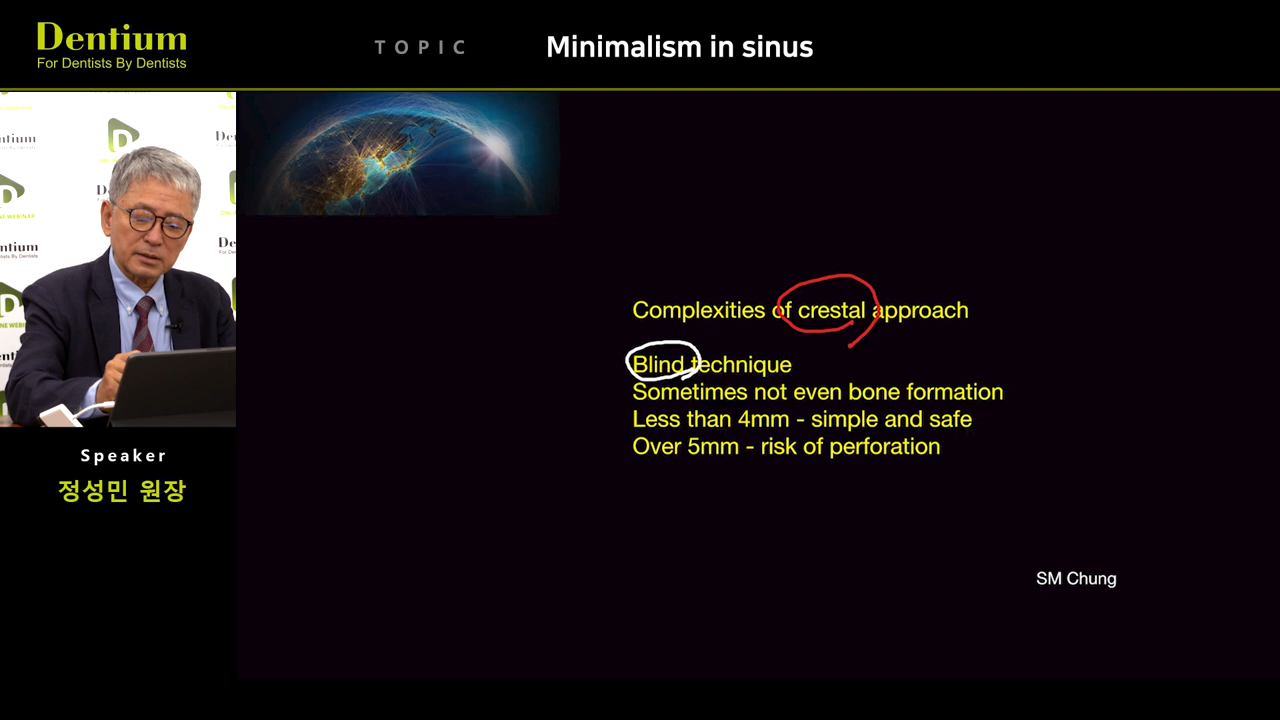 Dentium
For Dentists By Dentists
TOPIC
Minimalism in sinus
Speaker
정성민 원장
Complexities of crestal approach
Blind technique
Sometimes not even bone formation
Less than 4mm - simple and safe
Over 5mm - risk of perforation
SM Chung